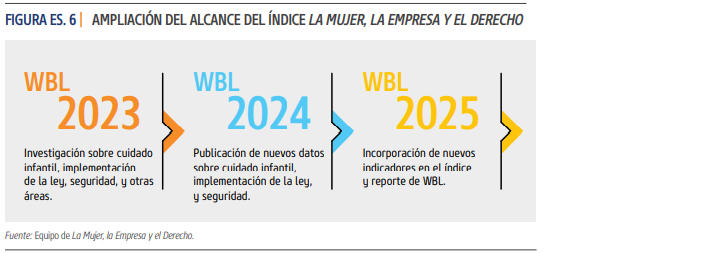 FIGURA ES. 6 | AMPLIACIÓN DEL ALCANCE DEL ÍNDICE LA MUJER, LA EMPRESA Y EL DERECHO
WBL
2023
Investigación sobre cuidado
infantil, implementación
de la ley, seguridad, y otras
áreas.
WBL
2024
Publicación de nuevos datos
sobre cuidado infantil,
implementación de la ley,
y seguridad.
WBL
2025
Incorporación de nuevos
indicadores en el índice
y reporte de WBL.
Fuente: Equipo de La Mujer, la Empresa y el Derecho.